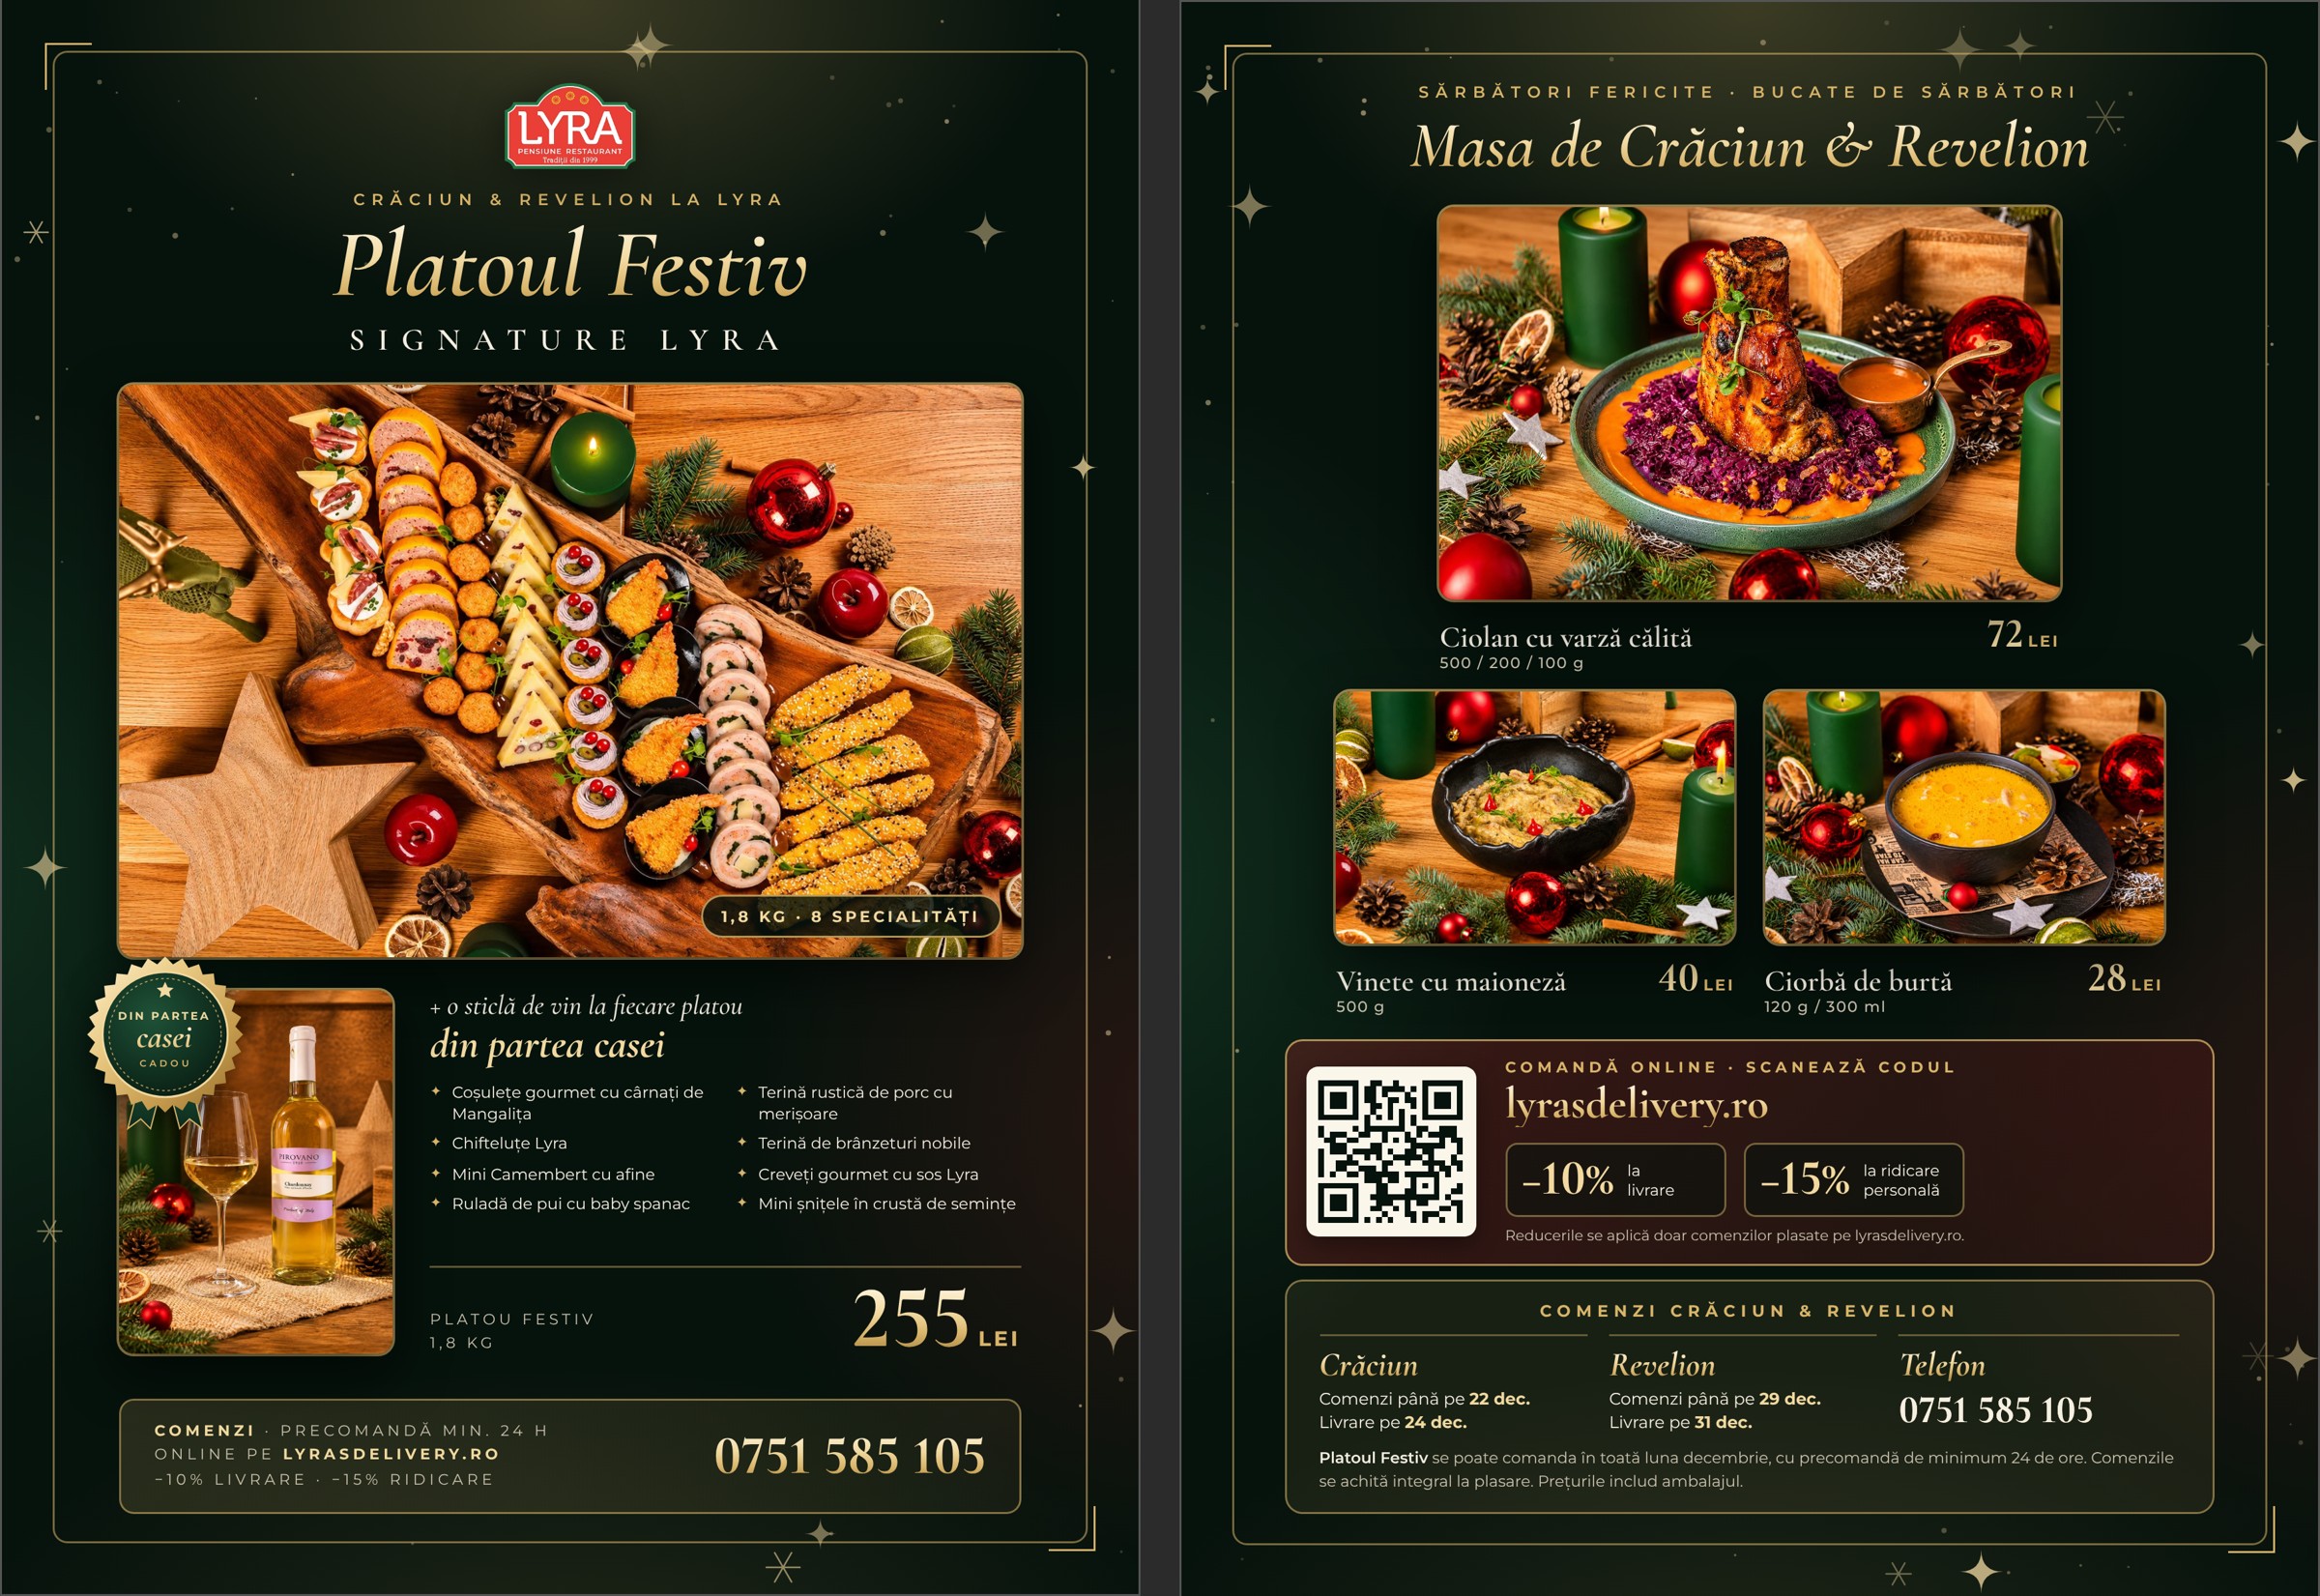 LYRA
PENSIUNE RESTAURANT
Tradiții din 1999
CRĂCIUN & REVELION LA LYRA
Platoul Festiv
SIGNATURE LYRA
1,8 KG · 8 SPECIALITĂȚI
DIN PARTEA
casei
CADOU
PIROVANO
Chardonnay
+ o sticlă de vin la fiecare platou
din partea casei
Coșulețe gourmet cu cârnați de
Mangalița
Chifteluțe Lyra
Mini Camembert cu afine
Ruladă de pui cu baby spanac
Terină rustică de porc cu
merișoare
Terină de brânzeturi nobile
Creveți gourmet cu sos Lyra
Mini șnițele în crustă de semințe
PLATOU FESTIV
1,8 KG
255 LEI
COMENZI · PRECOMANDĂ MIN. 24 H
ONLINE PE LYRASDELIVERY.RO
−10% LIVRARE · −15% RIDICARE
0751 585 105
SĂRBĂTORI FERICITE · BUCATE DE SĂRBĂTORI
Masa de Crăciun & Revelion
Ciolan cu varză călită
500 / 200 / 100 g
72 LEI
Vinete cu maioneză
500 g
40 LEI
Ciorbă de burtă
120 g / 300 ml
28 LEI
COMANDĂ ONLINE · SCANEAZĂ CODUL
lyrasdelivery.ro
−10% la
livrare
−15% la ridicare
personală
Reducerile se aplică doar comenzilor plasate pe lyrasdelivery.ro.
COMENZI CRĂCIUN & REVELION
Crăciun
Comenzi până pe 22 dec.
Livrare pe 24 dec.
Revelion
Comenzi până pe 29 dec.
Livrare pe 31 dec.
Telefon
0751 585 105
Platoul Festiv se poate comanda în toată luna decembrie, cu precomandă de minimum 24 de ore. Comenzile
se achită integral la plasare. Prețurile includ ambalajul.